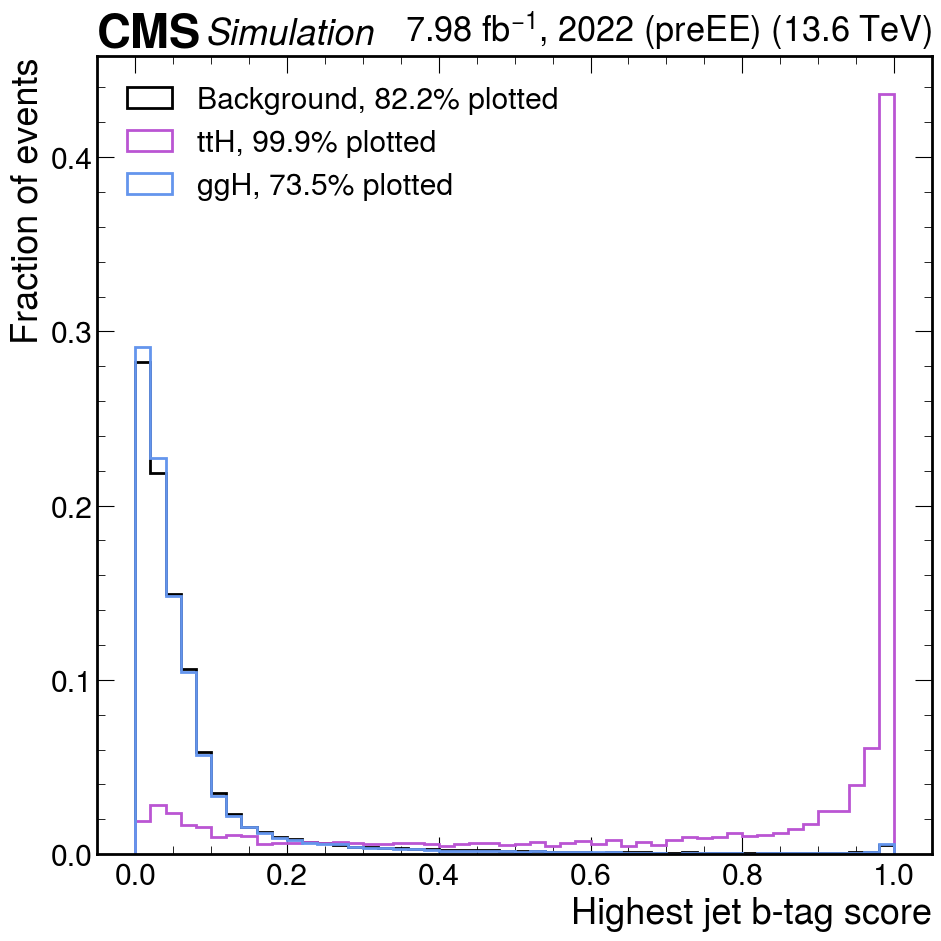 CMS Simulation 7.98 fb⁻¹, 2022 (preEE) (13.6 TeV)
Fraction of events
Background, 82.2% plotted
ttH, 99.9% plotted
ggH, 73.5% plotted
0.4
0.3
0.2
0.1
0.0
0.0 0.2 0.4 0.6 0.8 1.0
Highest jet b-tag score